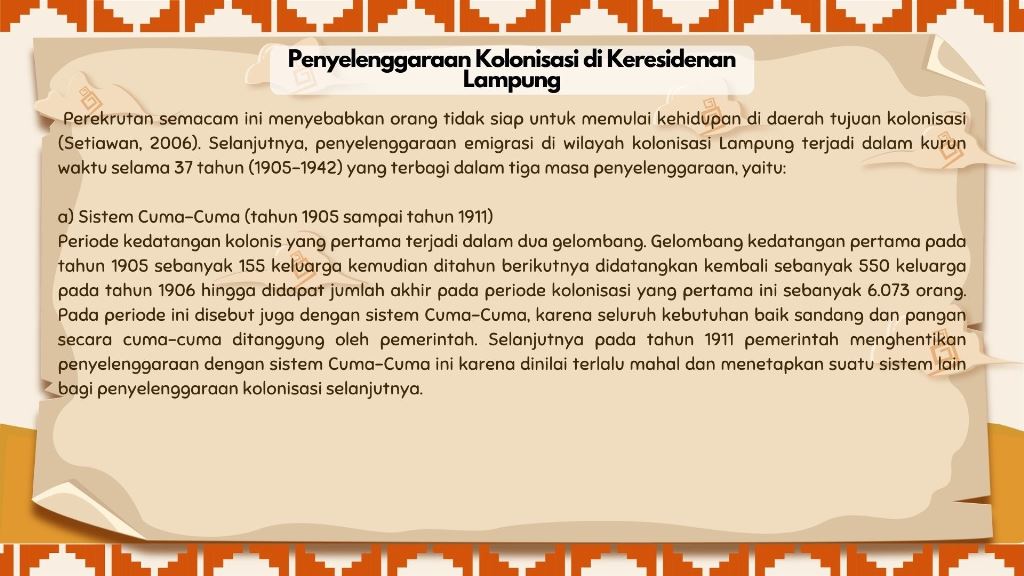 Penyelenggaraan Kolonisasi di Keresidenan
Lampung
Perekrutan semacam ini menyebabkan orang tidak siap untuk memulai kehidupan di daerah tujuan kolonisasi
(Setiawan, 2006). Selanjutnya, penyelenggaraan emigrasi di wilayah kolonisasi Lampung terjadi dalam kurun
waktu selama 37 tahun (1905-1942) yang terbagi dalam tiga masa penyelenggaraan, yaitu:
a) Sistem Cuma-Cuma (tahun 1905 sampai tahun 1911)
Periode kedatangan kolonis yang pertama terjadi dalam dua gelombang. Gelombang kedatangan pertama pada
tahun 1905 sebanyak 155 keluarga kemudian ditahun berikutnya didatangkan kembali sebanyak 550 keluarga
pada tahun 1906 hingga didapat jumlah akhir pada periode kolonisasi yang pertama ini sebanyak 6.073 orang.
Pada periode ini disebut juga dengan sistem Cuma-Cuma, karena seluruh kebutuhan baik sandang dan pangan
secara cuma-cuma ditanggung oleh pemerintah. Selanjutnya pada tahun 1911 pemerintah menghentikan
penyelenggaraan dengan sistem Cuma-Cuma ini karena dinilai terlalu mahal dan menetapkan suatu sistem lain
bagi penyelenggaraan kolonisasi selanjutnya.